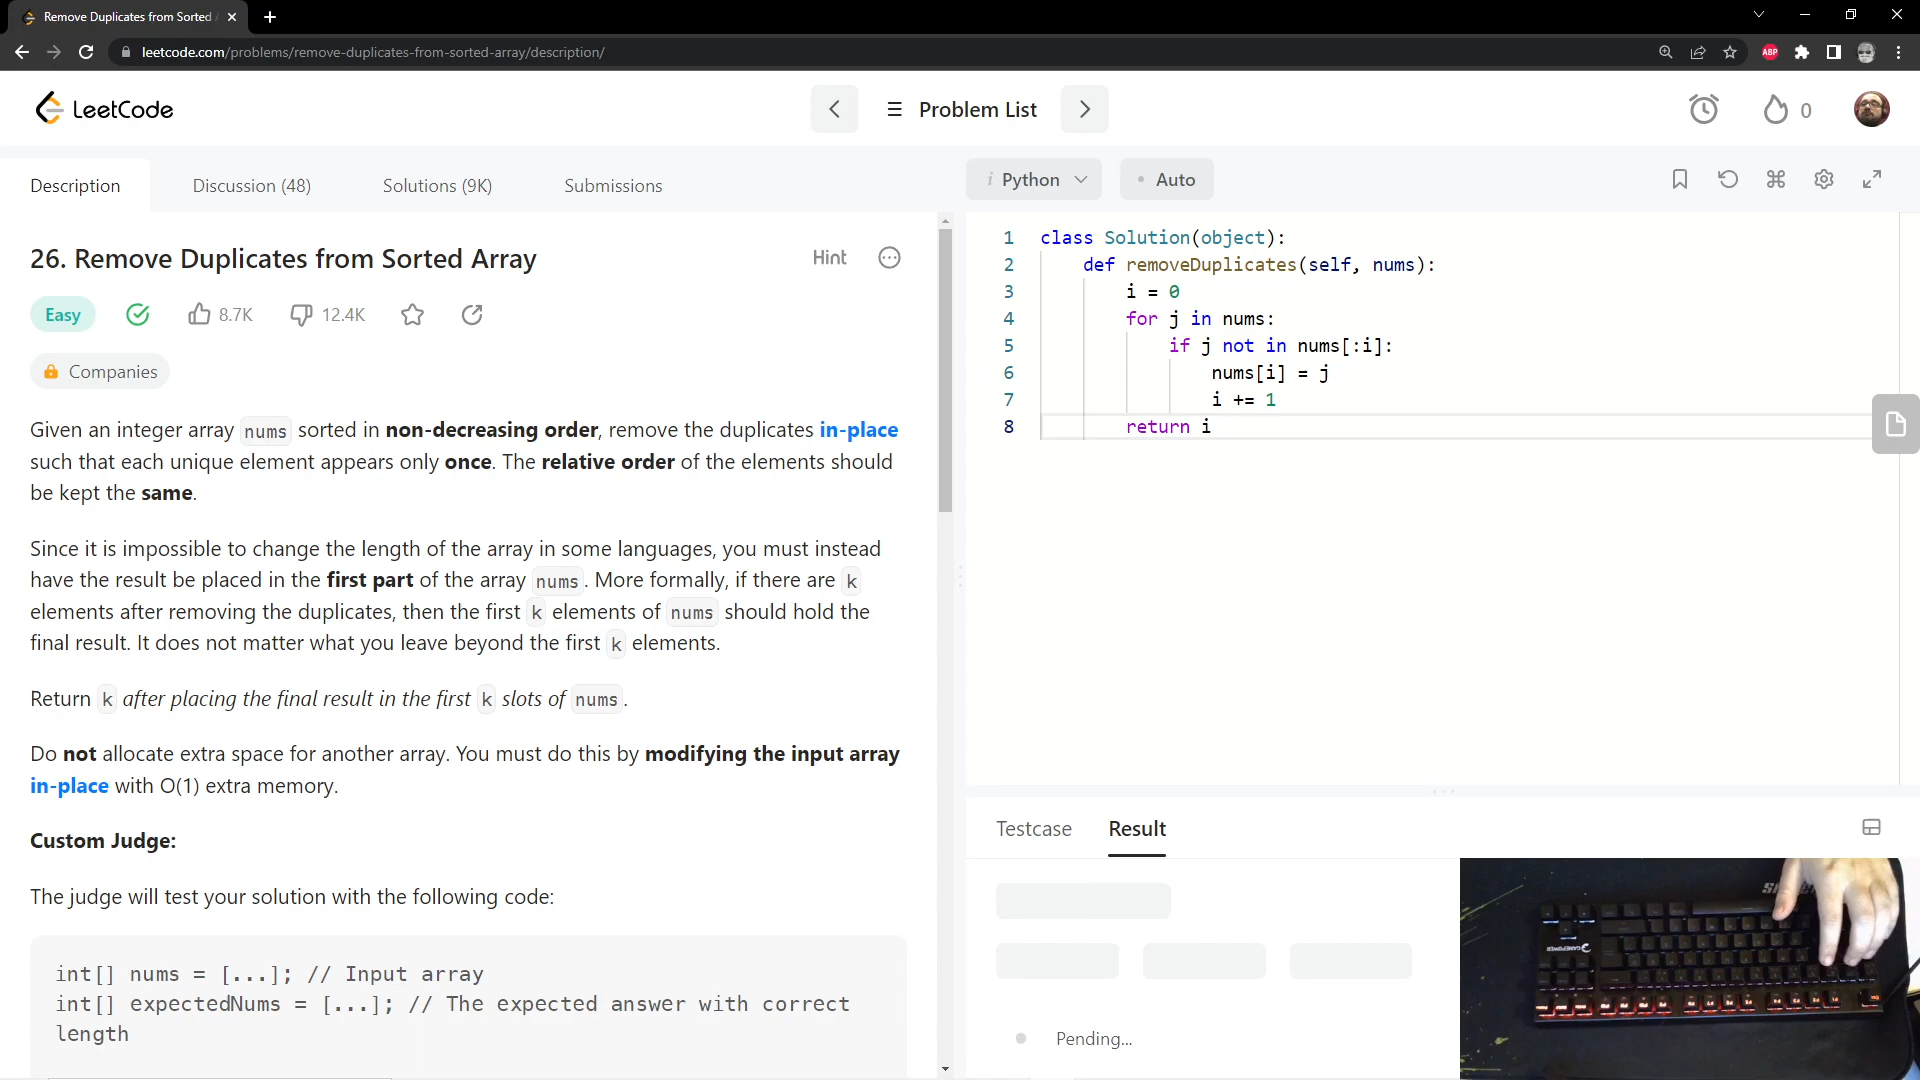 Remove Duplicates from Sorted
leetcode.com/problems/remove-duplicates-from-sorted-array/description/
ABP
LeetCode
Problem List
0
Description
Discussion (48)
Solutions (9K)
Submissions
i Python
Auto
26. Remove Duplicates from Sorted Array
Hint
Easy
8.7K
12.4K
Companies
Given an integer array nums sorted in non-decreasing order, remove the duplicates in-place
such that each unique element appears only once. The relative order of the elements should
be kept the same.
Since it is impossible to change the length of the array in some languages, you must instead
have the result be placed in the first part of the array nums. More formally, if there are k
elements after removing the duplicates, then the first k elements of nums should hold the
final result. It does not matter what you leave beyond the first k elements.
Return k after placing the final result in the first k slots of nums.
Do not allocate extra space for another array. You must do this by modifying the input array
in-place with O(1) extra memory.
Custom Judge:
The judge will test your solution with the following code:
int[] nums = [...]; // Input array
int[] expectedNums = [...]; // The expected answer with correct
length
1 class Solution(object):
2 def removeDuplicates(self, nums):
3 i = 0
4 for j in nums:
5 if j not in nums[:i]:
6 nums[i] = j
7 i += 1
8 return i
Testcase
Result
Pending...
GAMEPOWER